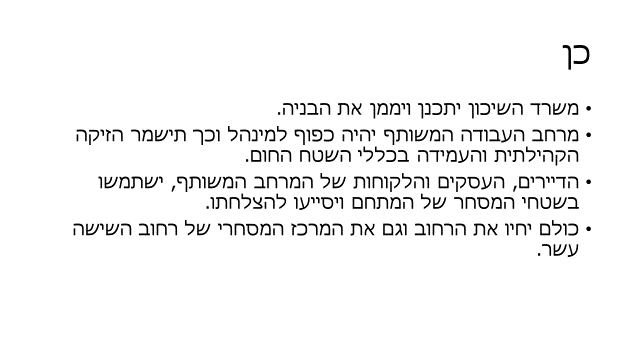 כן
• משרד השיכון יתכנן ויממן את הבניה.
• מרחב העבודה המשותף יהיה כפוף למינהל וכך תישמר הזיקה
הקהילתית והעמידה בכללי השטח החום.
• הדיירים, העסקים והלקוחות של המרחב המשותף, ישתמשו
בשטחי המסחר של המתחם ויסייעו להצלחתו.
• כולם יחיו את הרחוב וגם את המרכז המסחרי של רחוב השישה
עשר.